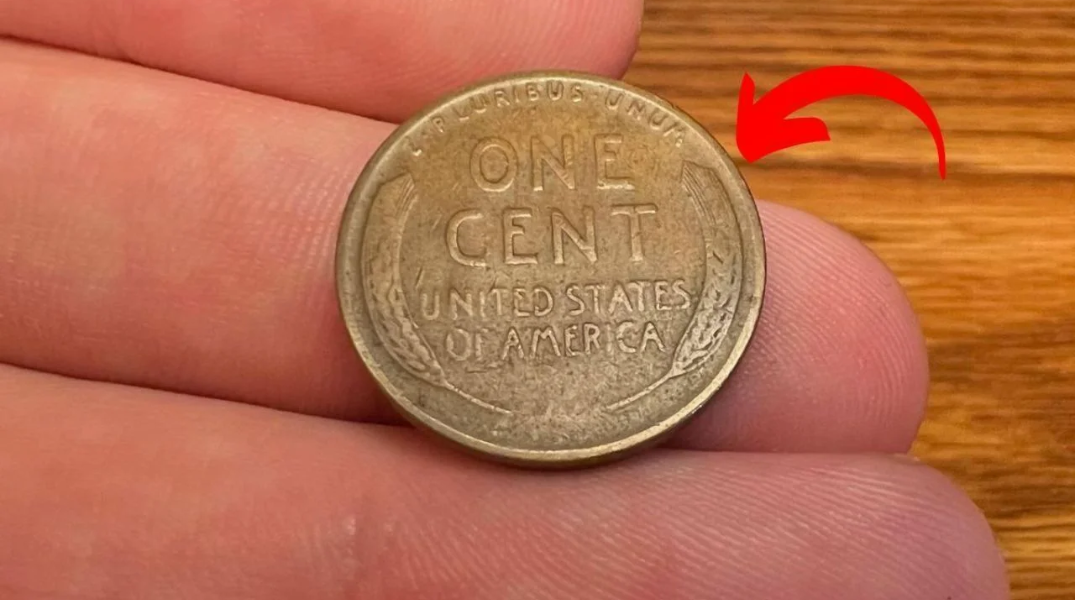 E·PLURIBUS·UNUM
ONE
CENT
UNITED STATES
OF AMERICA